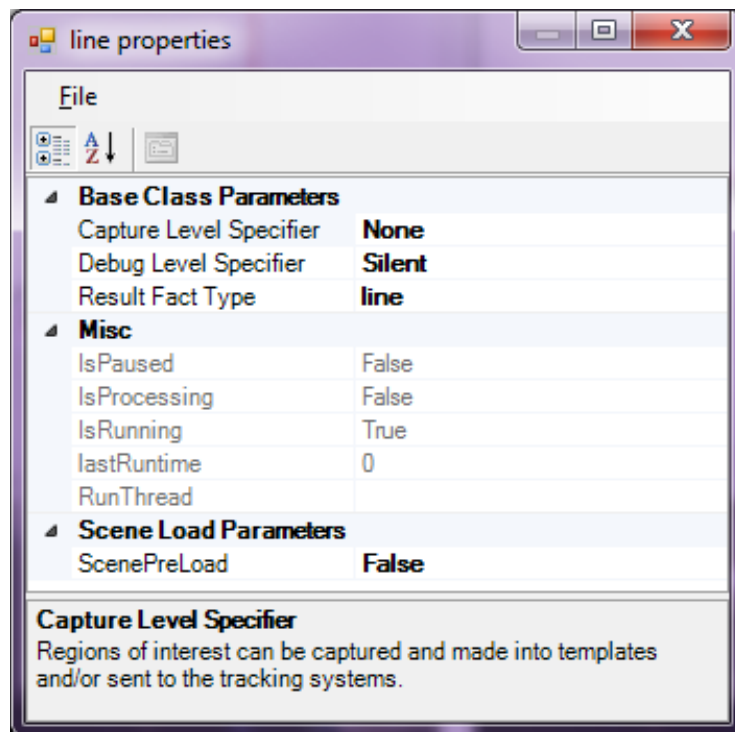 line properties
File
A
Z
Base Class Parameters
Capture Level Specifier None
Debug Level Specifier Silent
Result Fact Type line
Misc
IsPaused False
IsProcessing False
IsRunning True
lastRuntime 0
RunThread
Scene Load Parameters
ScenePreLoad False
Capture Level Specifier
Regions of interest can be captured and made into templates
and/or sent to the tracking systems.